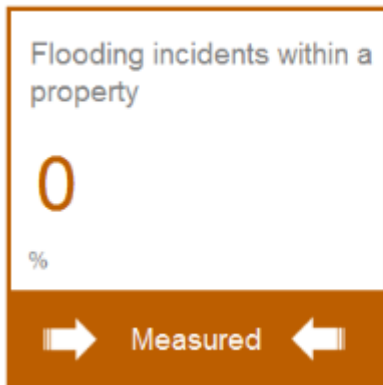 Flooding incidents within a
property
0
%
Measured